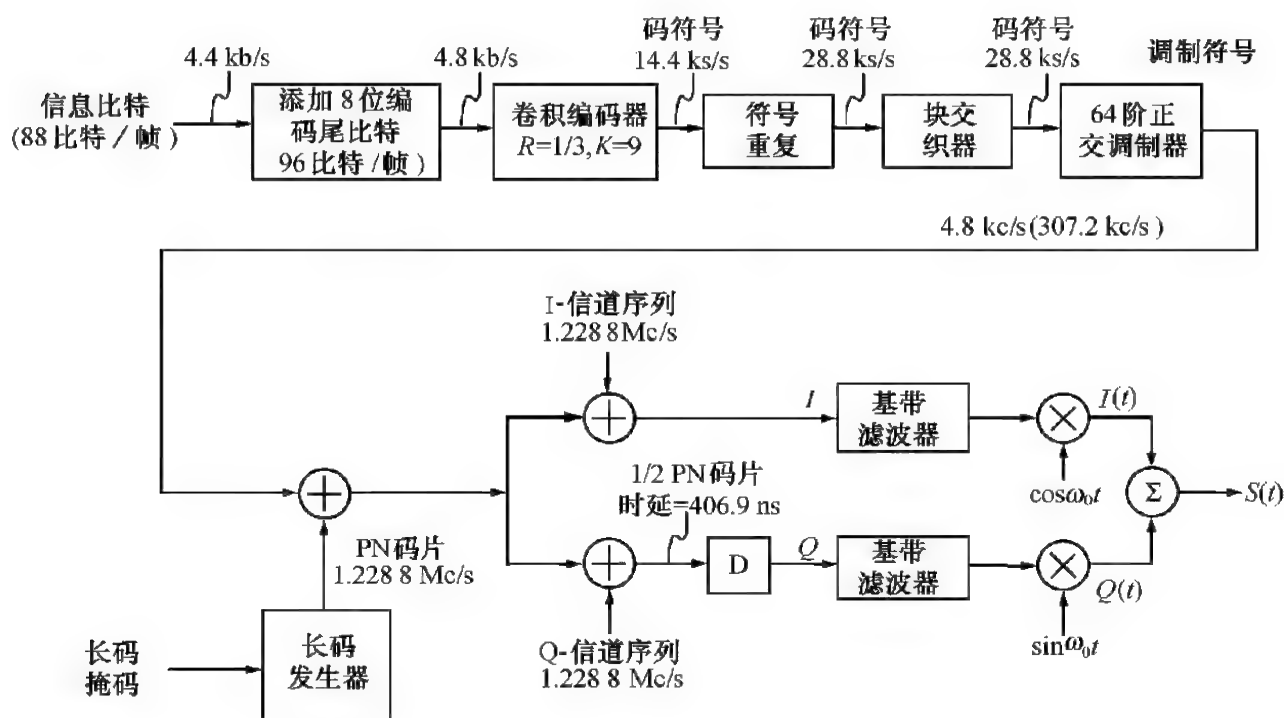 信息比特
(88比特/帧)
4.4 kb/s
添加8位编
码尾比特
96比特/帧)
4.8 kb/s
卷积编码器
R=1/3,K=9
码符号
14.4 ks/s
符号
重复
码符号
28.8 ks/s
块交
织器
码符号
28.8 ks/s
64阶正
交调制器
调制符号
4.8 kc/s(307.2 kc/s)
I-信道序列
1.228 8Mc/s
I
基带
滤波器
I(t)
cosω₀t
1/2 PN码片
时延=406.9 ns
D
Q
基带
滤波器
Q(t)
sinω₀t
Σ
S(t)
PN码片
1.228 8 Mc/s
Q-信道序列
1.228 8 Mc/s
长码
掩码
长码
发生器